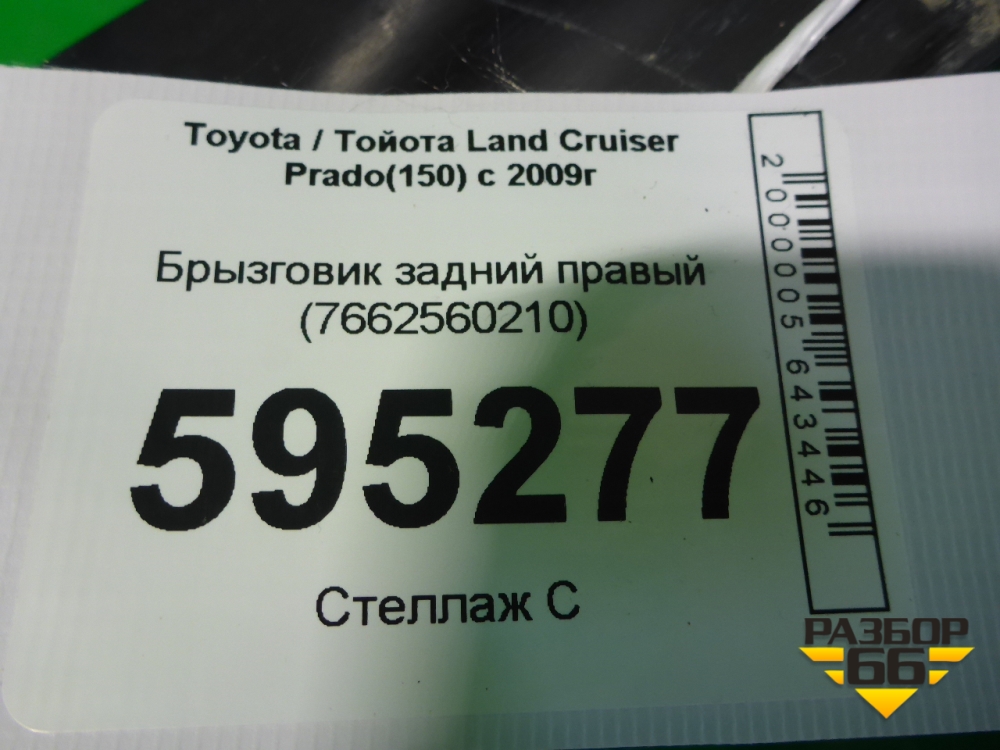 Toyota / Тойота Land Cruiser
Prado(150) с 2009г
Брызговик задний правый
(7662560210)
595277
Стеллаж С
2000005643446
РАЗБОР
66